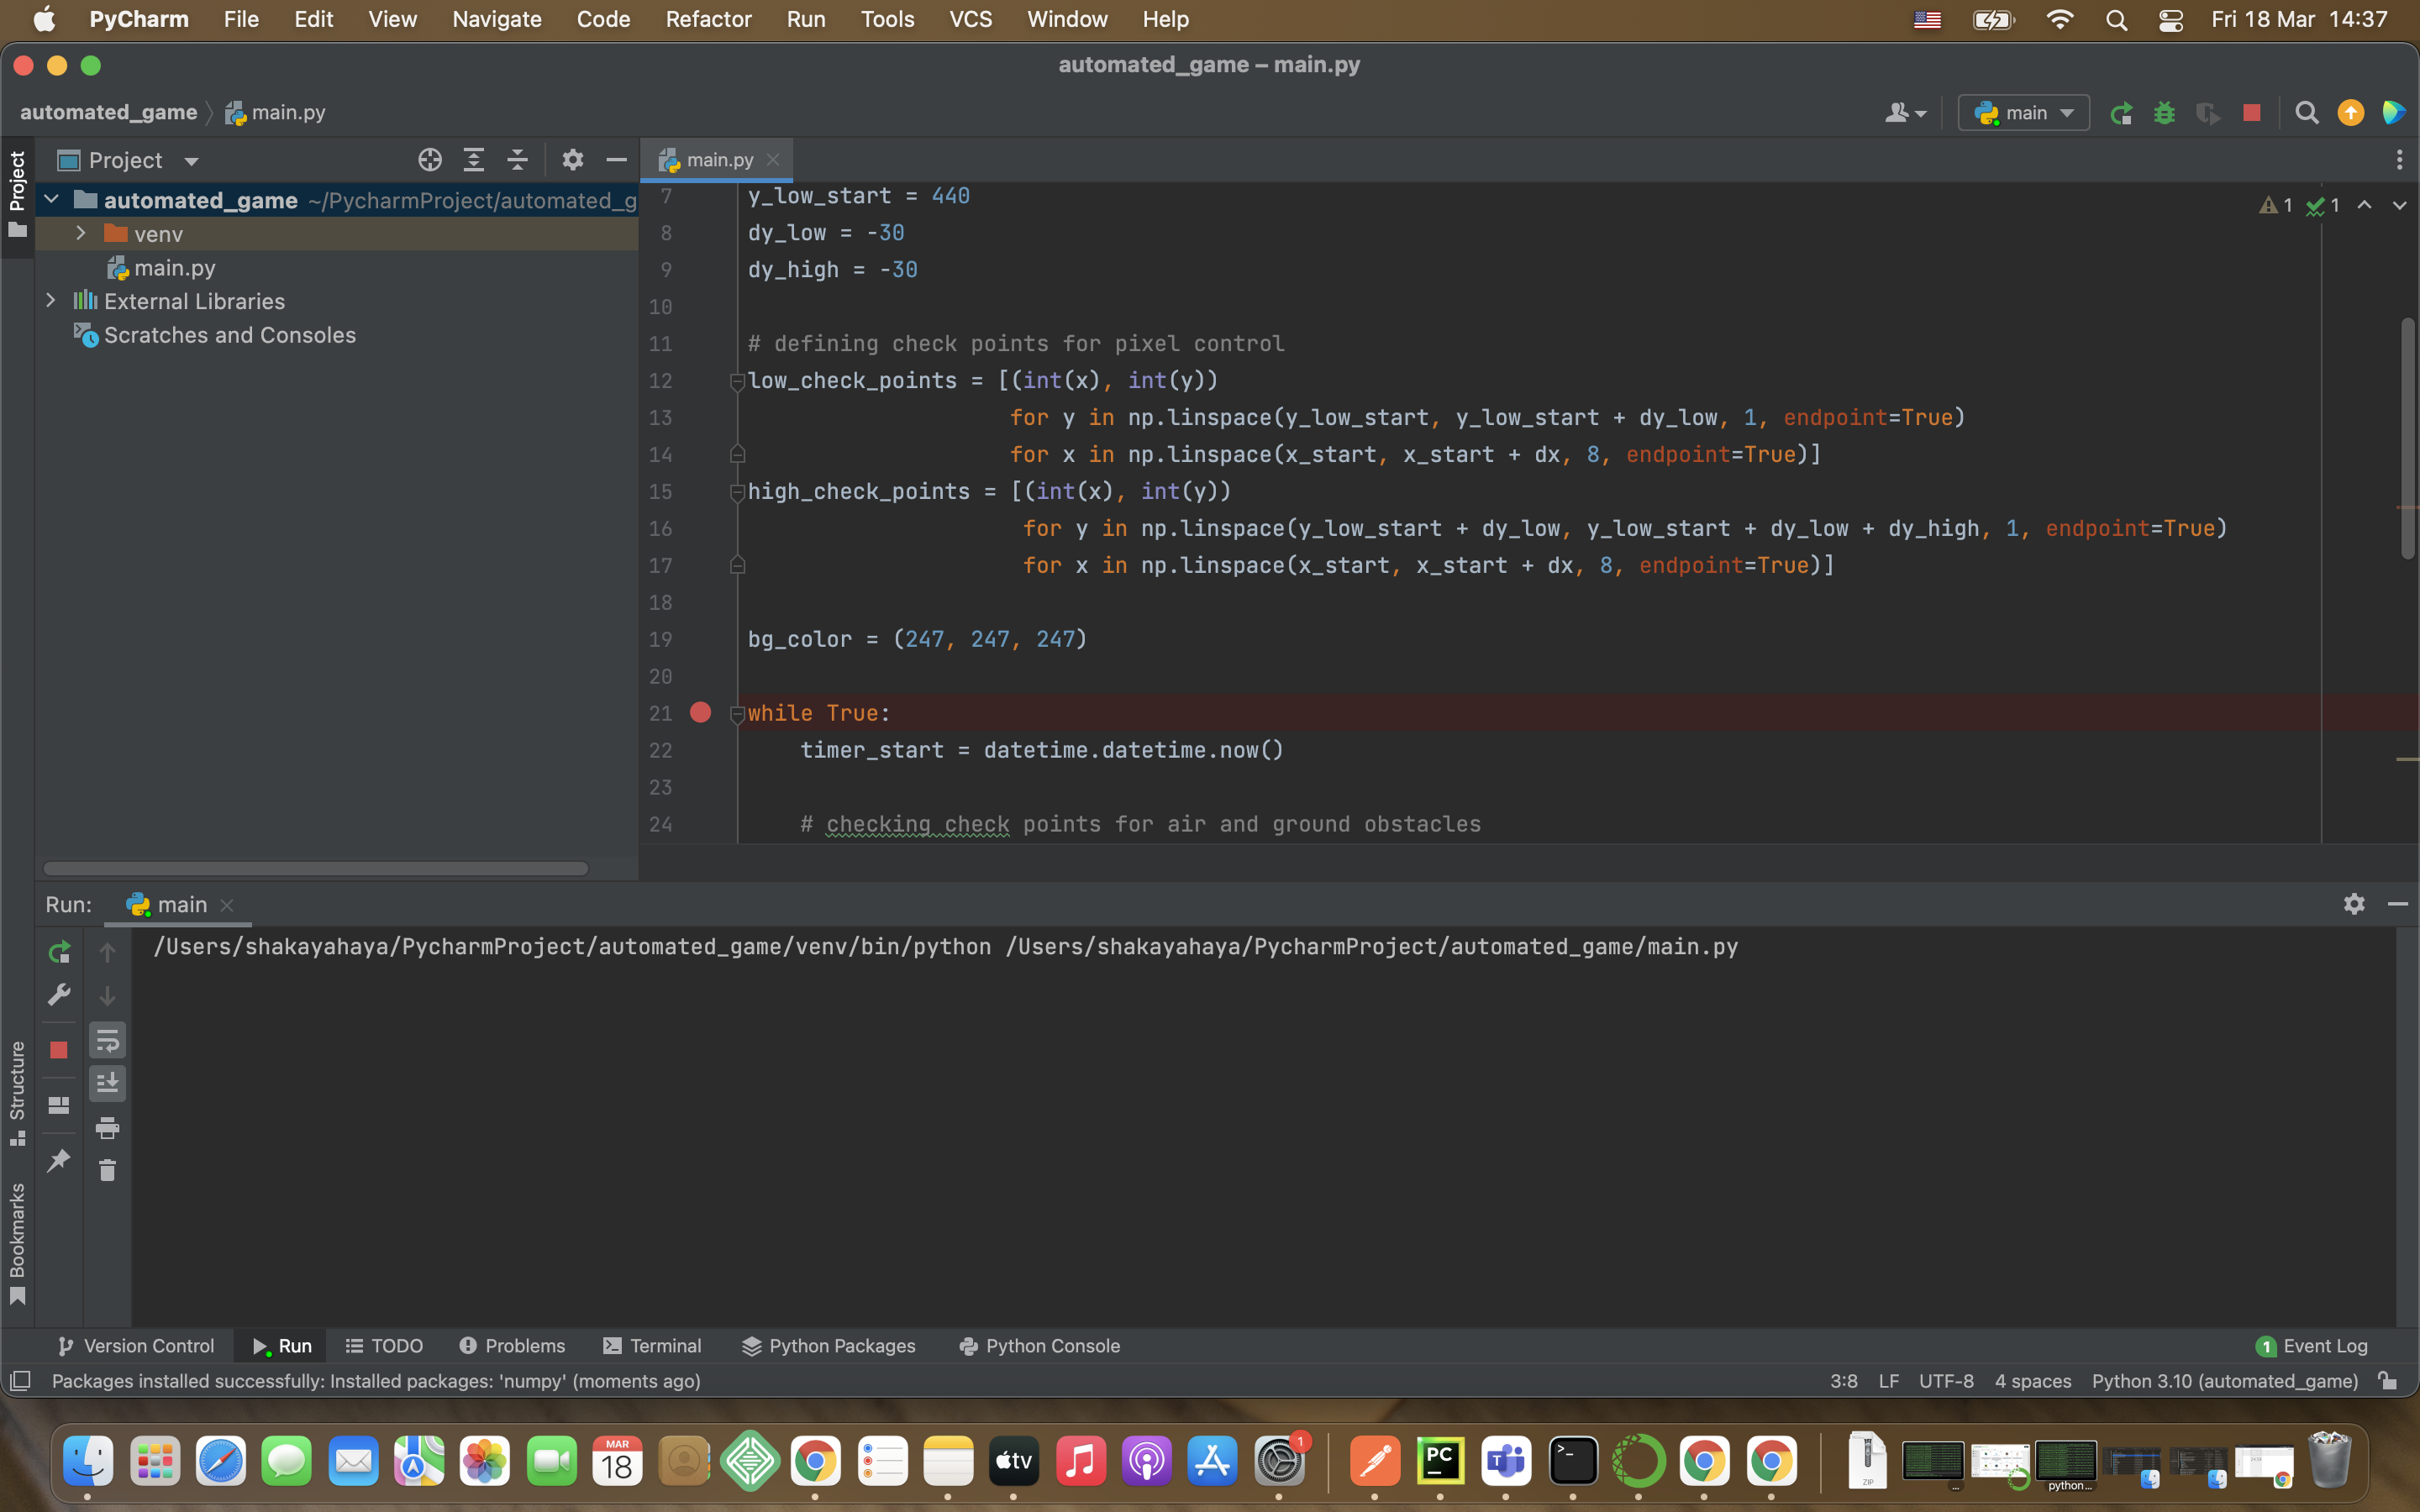 PyCharm File Edit View Navigate Code Refactor Run Tools VCS Window Help Fri 18 Mar 14:37
automated_game – main.py
automated_game main.py main
Project main.py
automated_game ~/PycharmProject/automated_g
venv
main.py
External Libraries
Scratches and Consoles
Project
Structure
Bookmarks
1 1
7 y_low_start = 440
8 dy_low = -30
9 dy_high = -30
10
11 # defining check points for pixel control
12 low_check_points = [(int(x), int(y))
13 for y in np.linspace(y_low_start, y_low_start + dy_low, 1, endpoint=True)
14 for x in np.linspace(x_start, x_start + dx, 8, endpoint=True)]
15 high_check_points = [(int(x), int(y))
16 for y in np.linspace(y_low_start + dy_low, y_low_start + dy_low + dy_high, 1, endpoint=True)
17 for x in np.linspace(x_start, x_start + dx, 8, endpoint=True)]
18
19 bg_color = (247, 247, 247)
20
21 while True:
22 timer_start = datetime.datetime.now()
23
24 # checking check points for air and ground obstacles
Run: main
/Users/shakayahaya/PycharmProject/automated_game/venv/bin/python /Users/shakayahaya/PycharmProject/automated_game/main.py
Version Control Run TODO Problems Terminal Python Packages Python Console 1 Event Log
Packages installed successfully: Installed packages: 'numpy' (moments ago) 3:8 LF UTF-8 4 spaces Python 3.10 (automated_game)
MAR
18
tv
1
PC
ZIP
python...